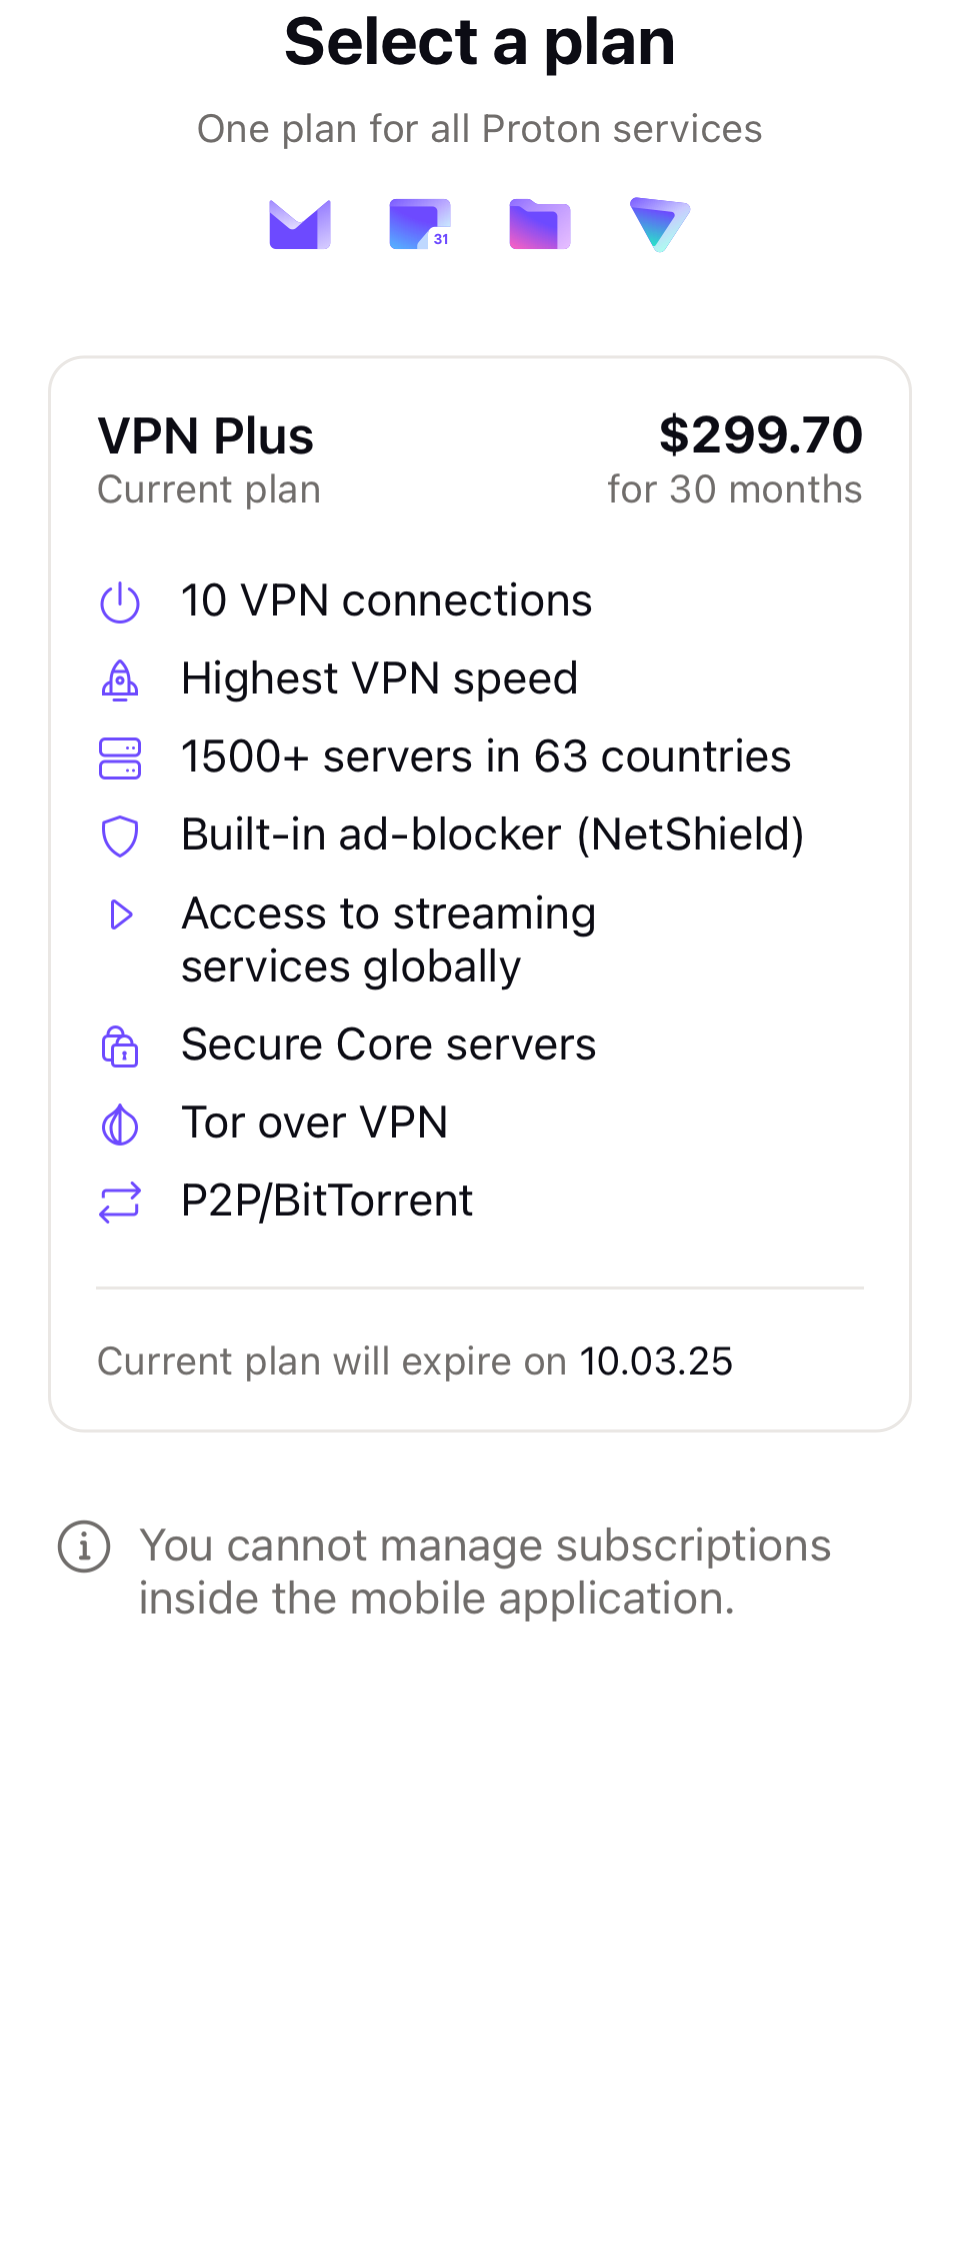 Select a plan
One plan for all Proton services
31
VPN Plus
$299.70
Current plan
for 30 months
10 VPN connections
Highest VPN speed
1500+ servers in 63 countries
Built-in ad-blocker (NetShield)
Access to streaming
services globally
Secure Core servers
Tor over VPN
P2P/BitTorrent
Current plan will expire on 10.03.25
You cannot manage subscriptions
inside the mobile application.